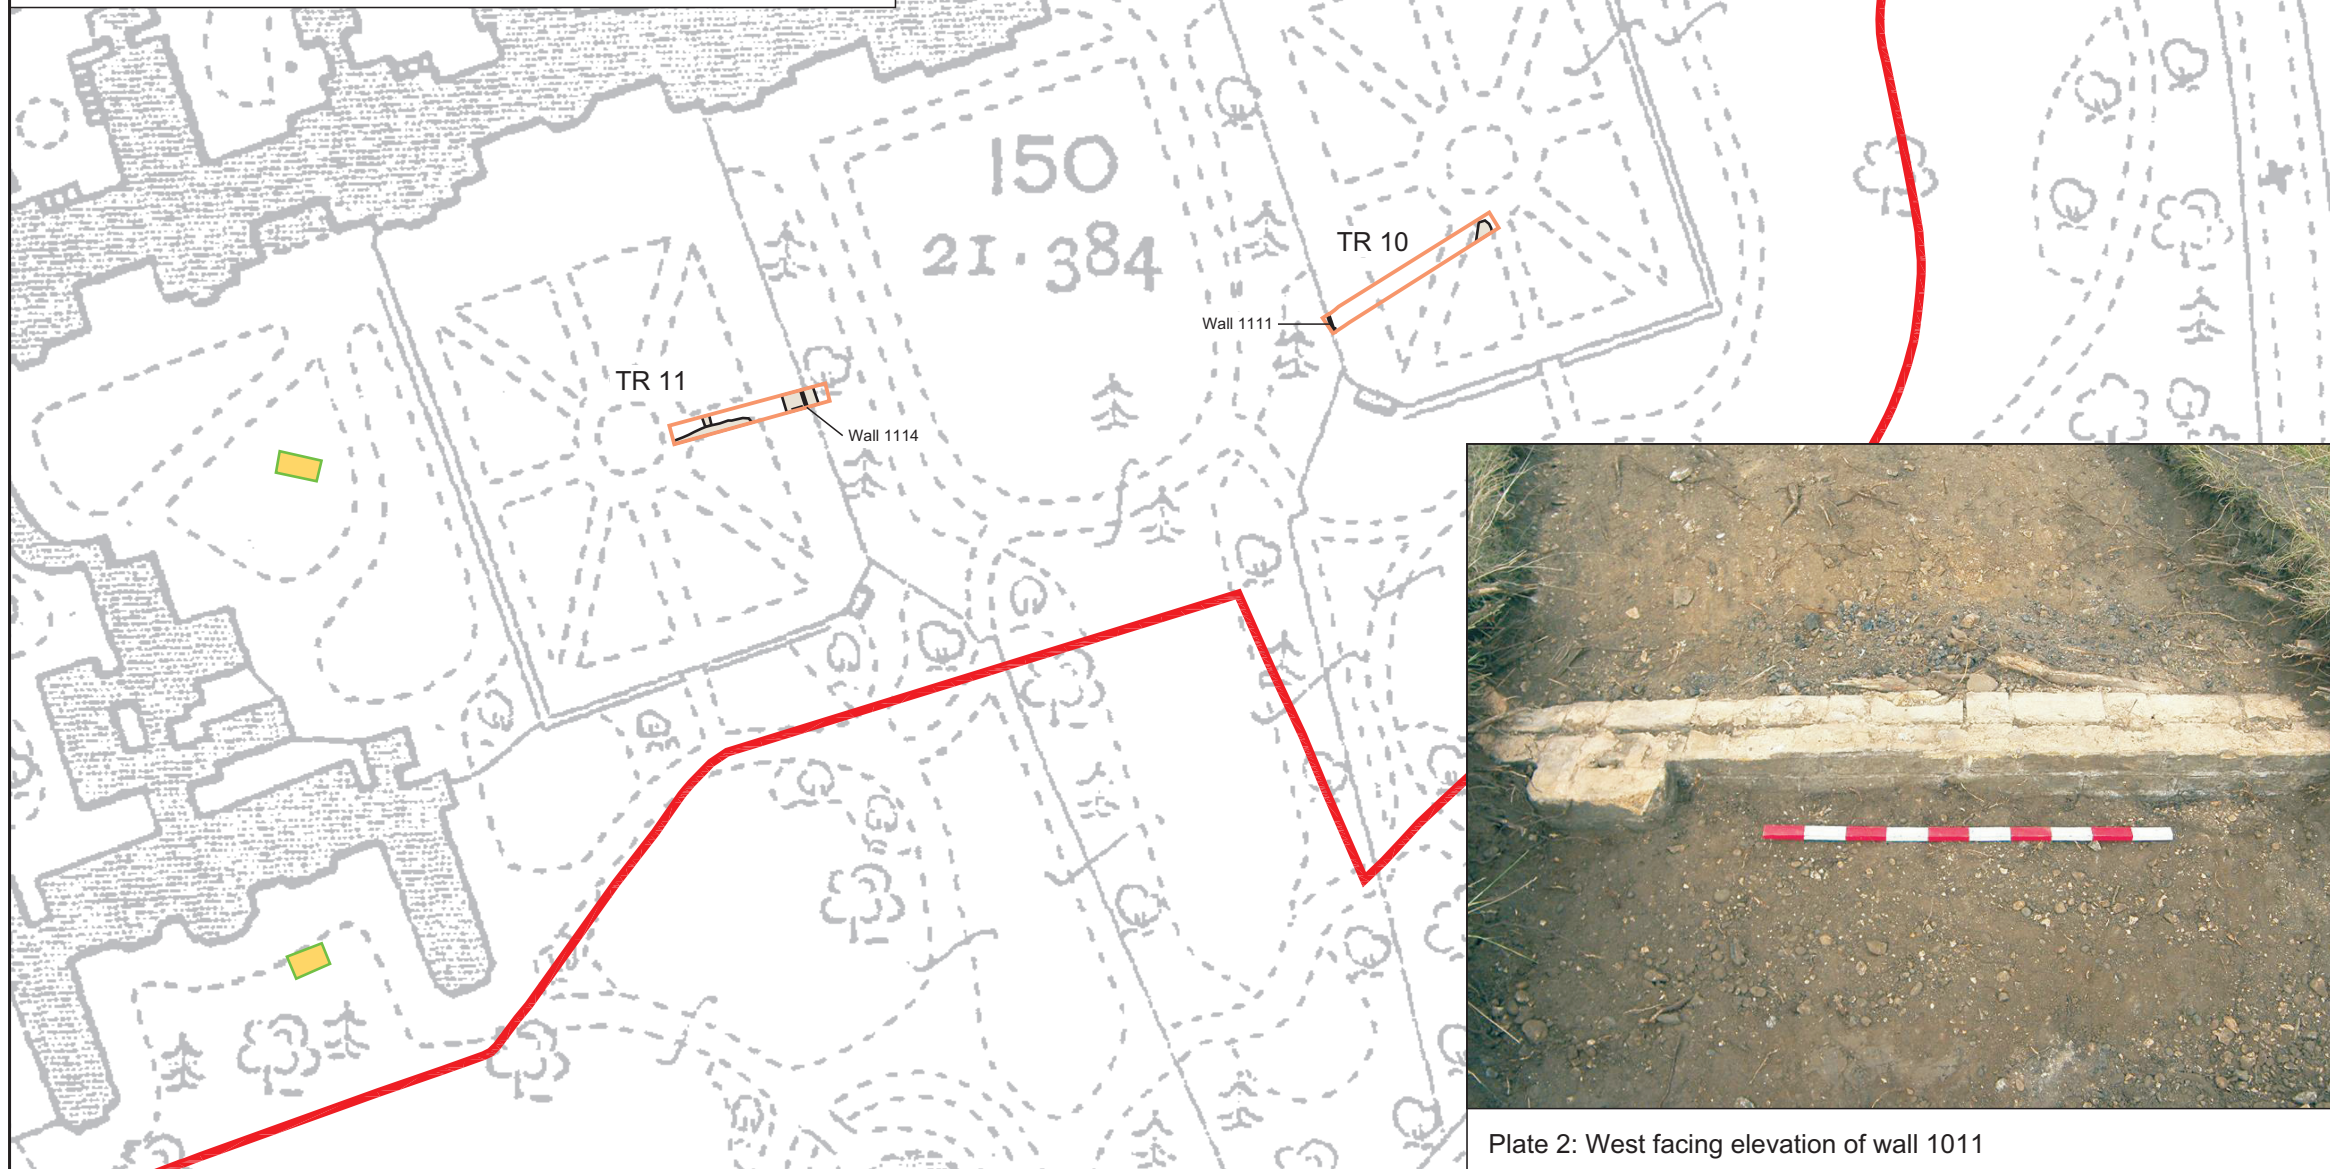 150
21·384
TR 10
Wall 1111
TR 11
Wall 1114
Plate 2: West facing elevation of wall 1011